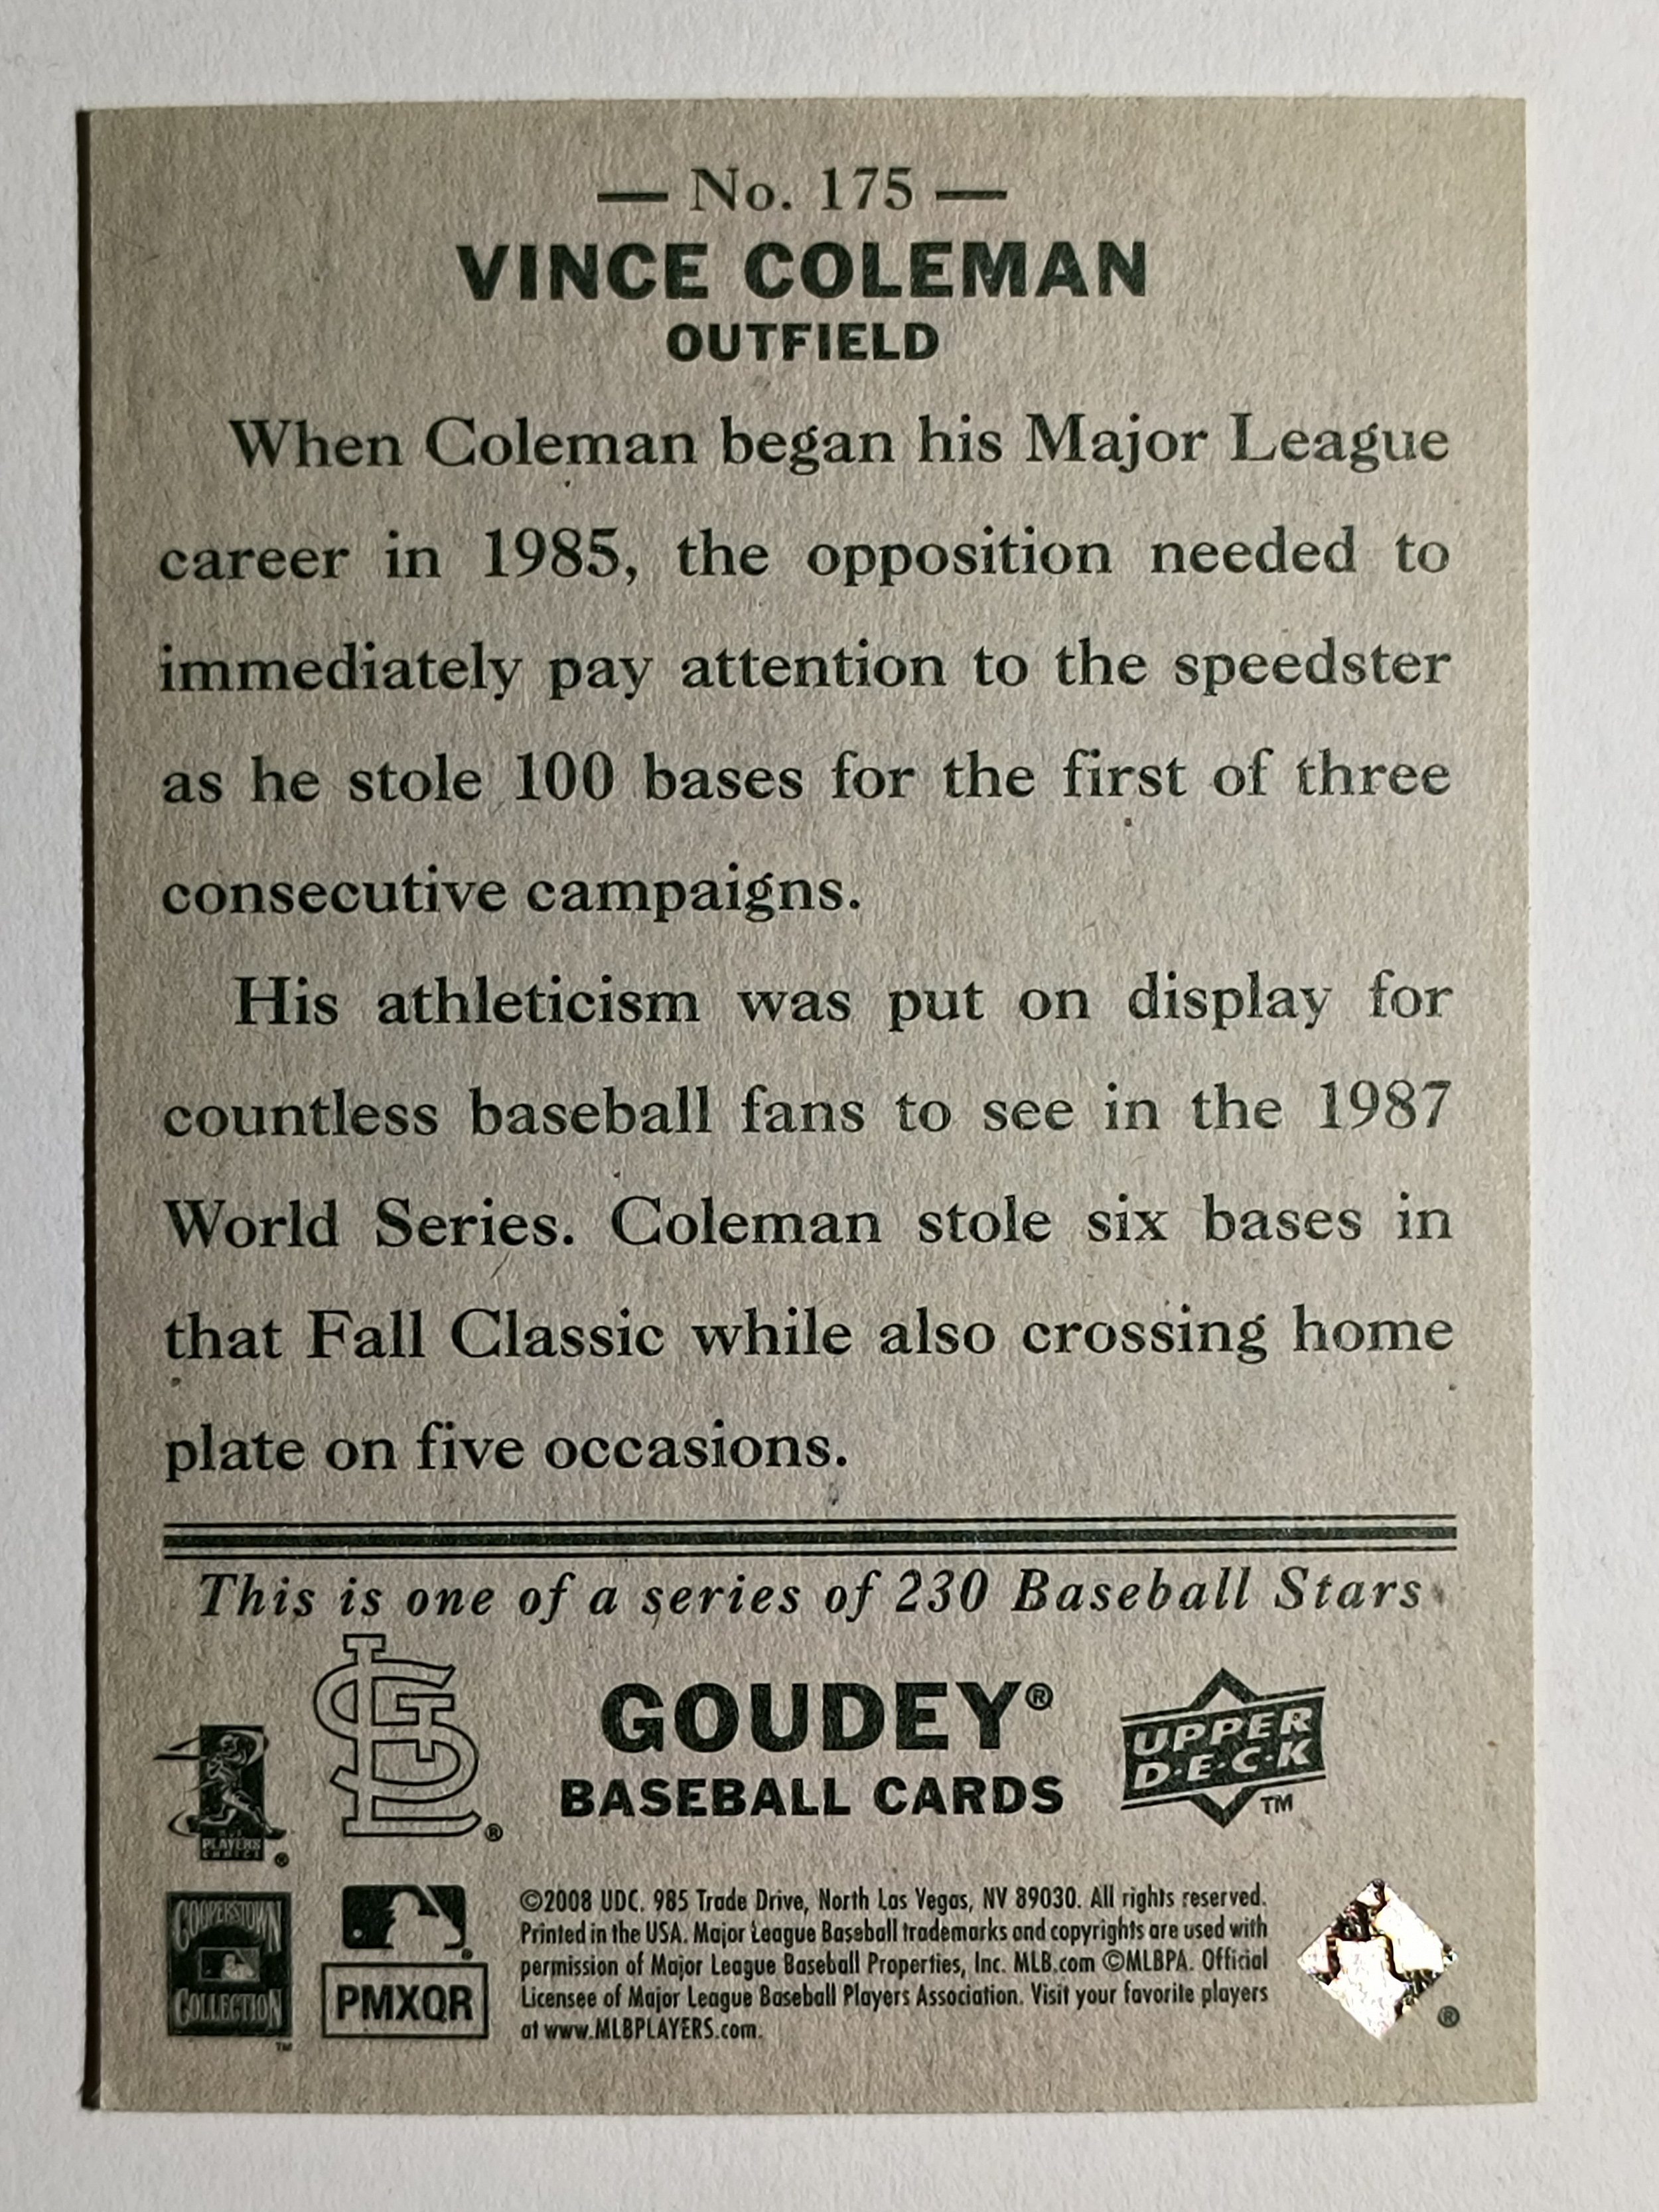 — No. 175 —
VINCE COLEMAN
OUTFIELD
When Coleman began his Major League
career in 1985, the opposition needed to
immediately pay attention to the speedster
as he stole 100 bases for the first of three
consecutive campaigns.
His athleticism was put on display for
countless baseball fans to see in the 1987
World Series. Coleman stole six bases in
that Fall Classic while also crossing home
plate on five occasions.
This is one of a series of 230 Baseball Stars
STL®
GOUDEY®
BASEBALL CARDS
UPPER
D·E·C·K
TM
PLAYERS
CHOICE
®
COOPERSTOWN
COLLECTION
TM
PMXQR
©2008 UDC. 985 Trade Drive, North Las Vegas, NV 89030. All rights reserved.
Printed in the USA. Major League Baseball trademarks and copyrights are used with
permission of Major League Baseball Properties, Inc. MLB.com ©MLBPA. Official
Licensee of Major League Baseball Players Association. Visit your favorite players
at www.MLBPLAYERS.com.
®